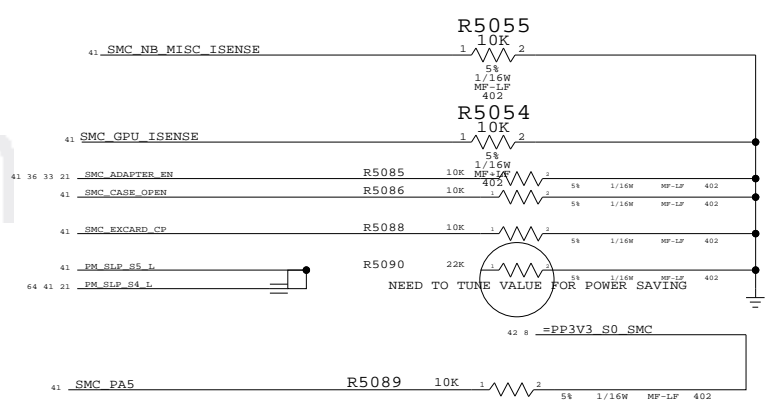 R5055
41 SMC_NB_MISC_ISENSE 1 10K 2
5%
1/16W
MF-LF
402
R5054
41 SMC_GPU_ISENSE 1 10K 2
5%
1/16W
MF-LF
402
41 36 33 21 SMC_ADAPTER_EN R5085 10K 1 2
5% 1/16W MF-LF 402
41 SMC_CASE_OPEN R5086 10K 1 2
5% 1/16W MF-LF 402
41 SMC_EXCARD_CP R5088 10K 1 2
5% 1/16W MF-LF 402
41 PM_SLP_S5_L R5090 22K 1 2
5% 1/16W MF-LF 402
64 41 21 PM_SLP_S4_L
NEED TO TUNE VALUE FOR POWER SAVING
42 8 =PP3V3_S0_SMC
41 SMC_PA5 R5089 10K 1 2
5% 1/16W MF-LF 402